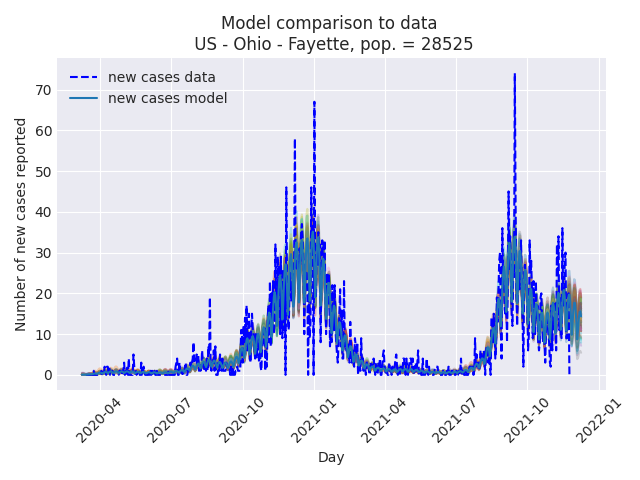 Model comparison to data
US - Ohio - Fayette, pop. = 28525
new cases data
new cases model
Number of new cases reported
70
60
50
40
30
20
10
0
2020-04
2020-07
2020-10
2021-01
2021-04
2021-07
2021-10
2022-01
Day